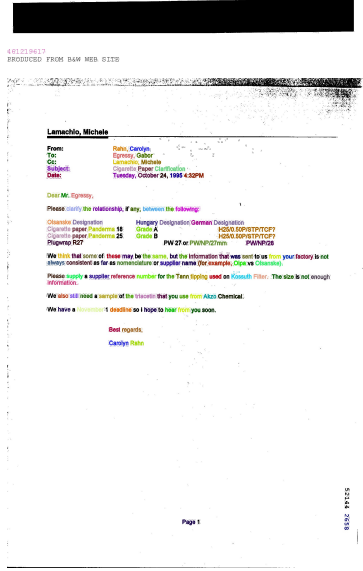 461219617
PRODUCED FROM B&W WEB SITE
Lamachio, Michele
From: Rahn, Carolyn
To: Egressy, Gabor
Cc: Lamachio, Michele
Subject: Cigarette Paper Clarification
Date: Tuesday, October 24, 1995 4:32PM
Dear Mr. Egressy,
Please clarify the relationship, if any, between the following:
Olsanske Designation Hungary Designation German Designation
Cigarette paper Panderma 18 Grade A H25/0.50P/STP/TCF?
Cigarette paper Panderma 25 Grade B H25/0.50P/STP/TCF?
Plugwrap R27 PW 27 or PW/NP/27mm PW/NP/28
We think that some of these may be the same, but the information that was sent to us from your factory is not
always consistent as far as nomenclature or supplier name (for example, Olga vs Olsanske).
Please supply a supplier reference number for the Tann tipping used on Kossuth Filter. The size is not enough
information.
We also still need a sample of the triacetin that you use from Akzo Chemical.
We have a 1 deadline so I hope to hear from you soon.
Best regards,
Carolyn Rahn
Page 1
52144 2658